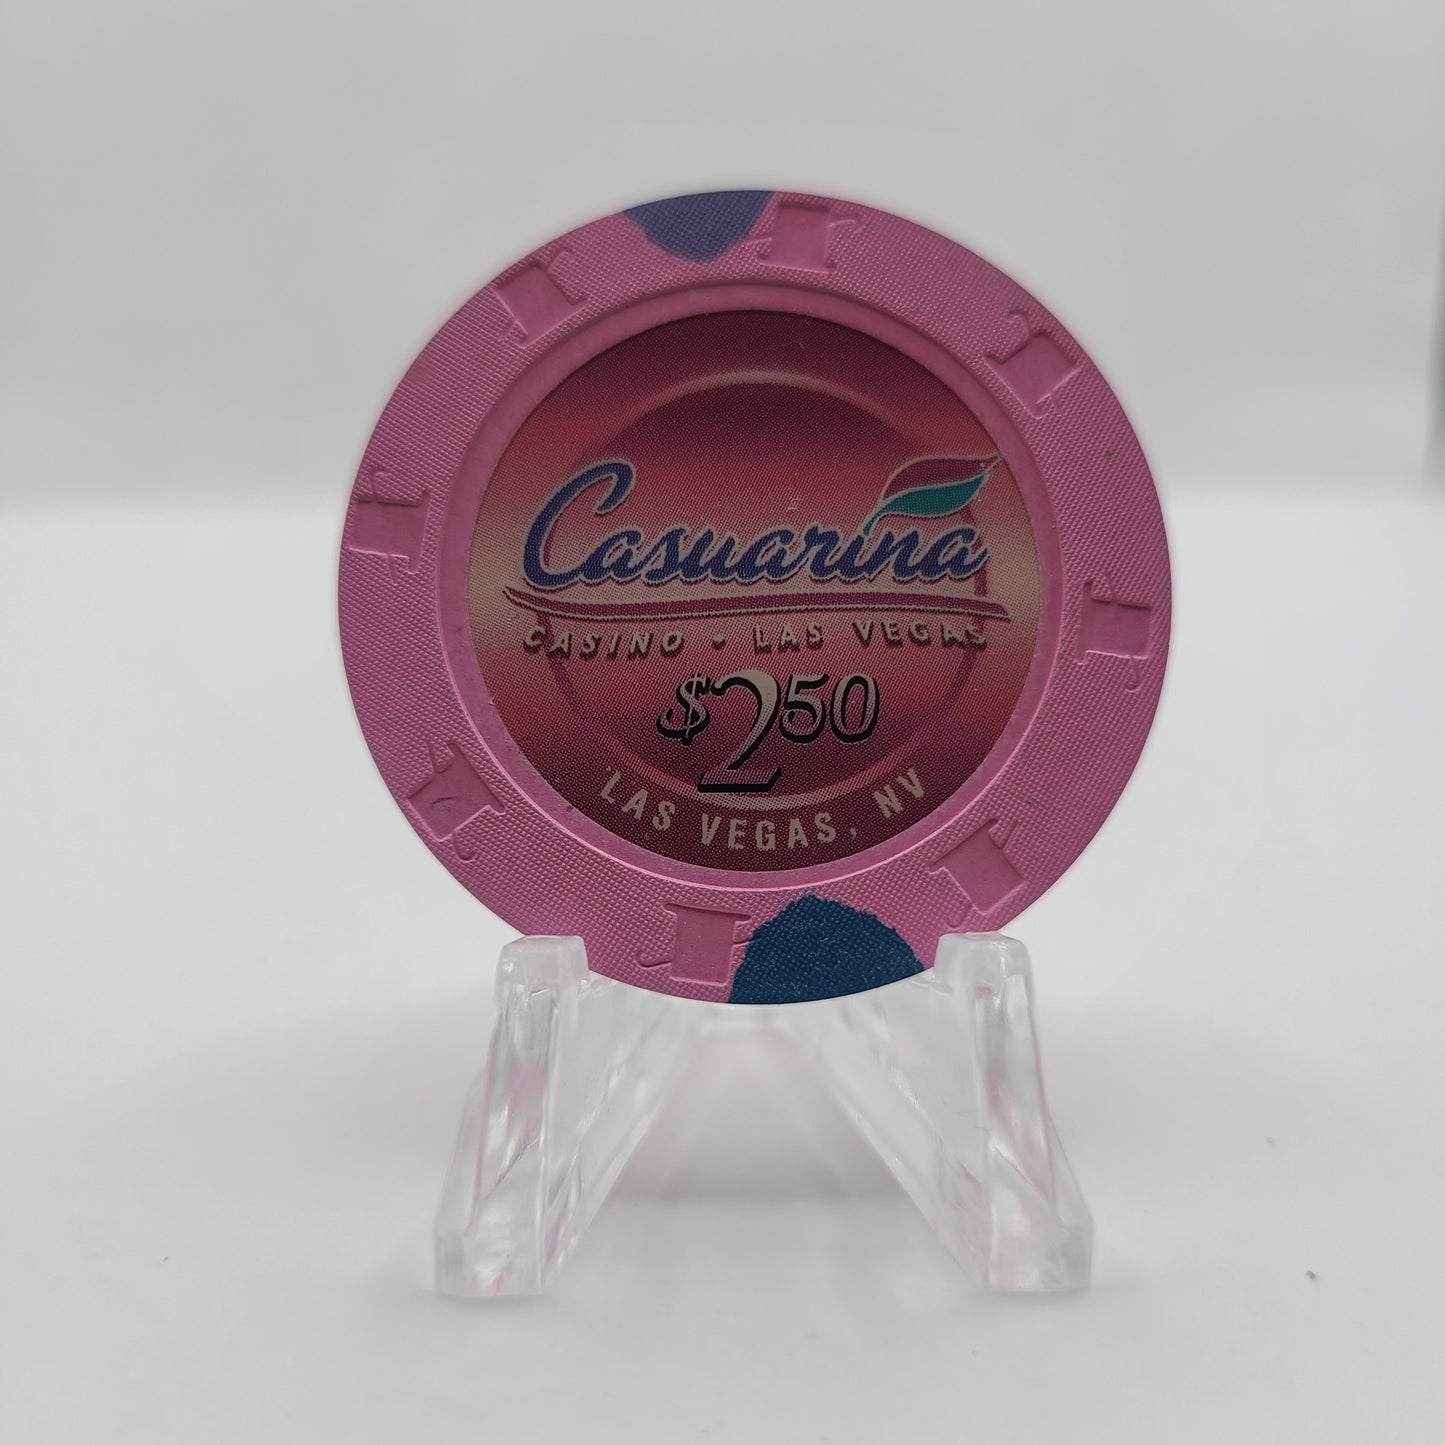 Casuarina
CASINO • LAS VEGAS
$2.50
LAS VEGAS, NV